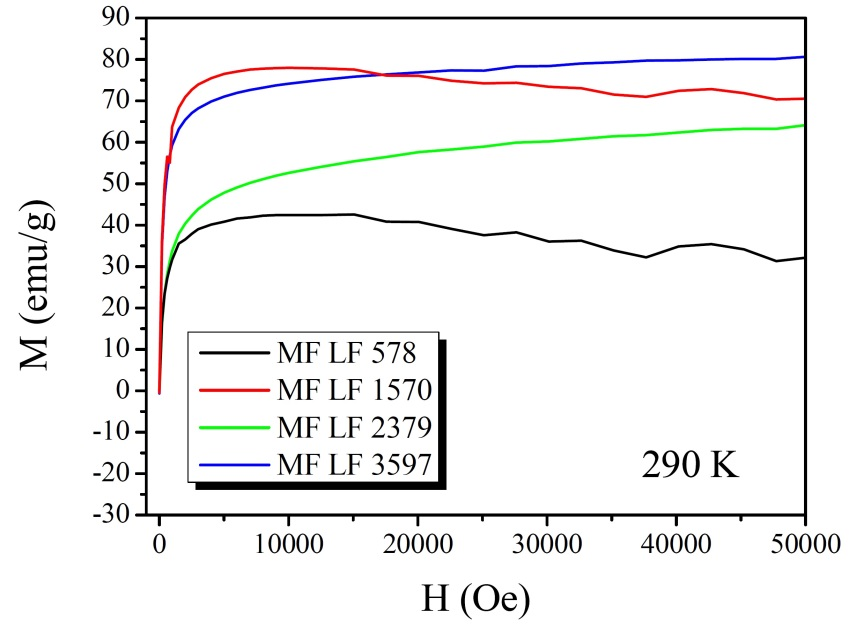 90
80
70
60
50
40
30
20
10
0
-10
-20
-30
M (emu/g)
MF LF 578
MF LF 1570
MF LF 2379
MF LF 3597
290 K
0 10000 20000 30000 40000 50000
H (Oe)